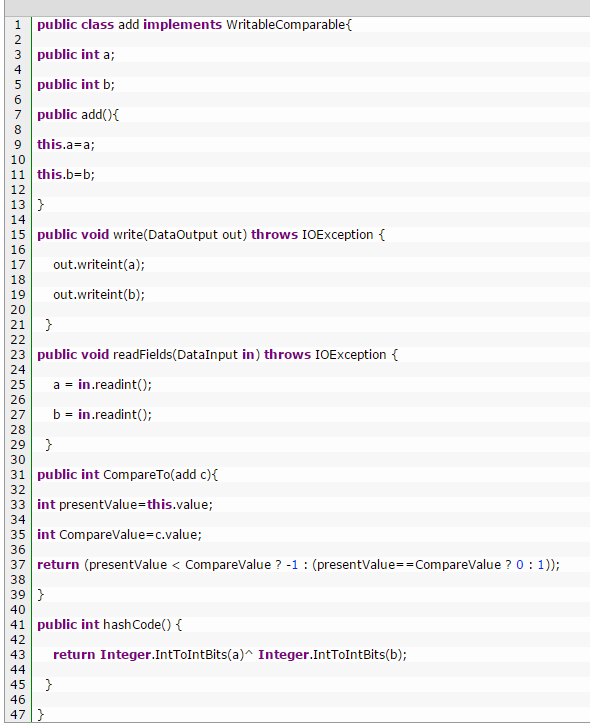 1 public class add implements WritableComparable{
2
3 public int a;
4
5 public int b;
6
7 public add(){
8
9 this.a=a;
10
11 this.b=b;
12
13 }
14
15 public void write(DataOutput out) throws IOException {
16
17 out.writeint(a);
18
19 out.writeint(b);
20
21 }
22
23 public void readFields(DataInput in) throws IOException {
24
25 a = in.readint();
26
27 b = in.readint();
28
29 }
30
31 public int CompareTo(add c){
32
33 int presentValue=this.value;
34
35 int CompareValue=c.value;
36
37 return (presentValue < CompareValue ? -1 : (presentValue==CompareValue ? 0 : 1));
38
39 }
40
41 public int hashCode() {
42
43 return Integer.IntToIntBits(a)^ Integer.IntToIntBits(b);
44
45 }
46
47 }